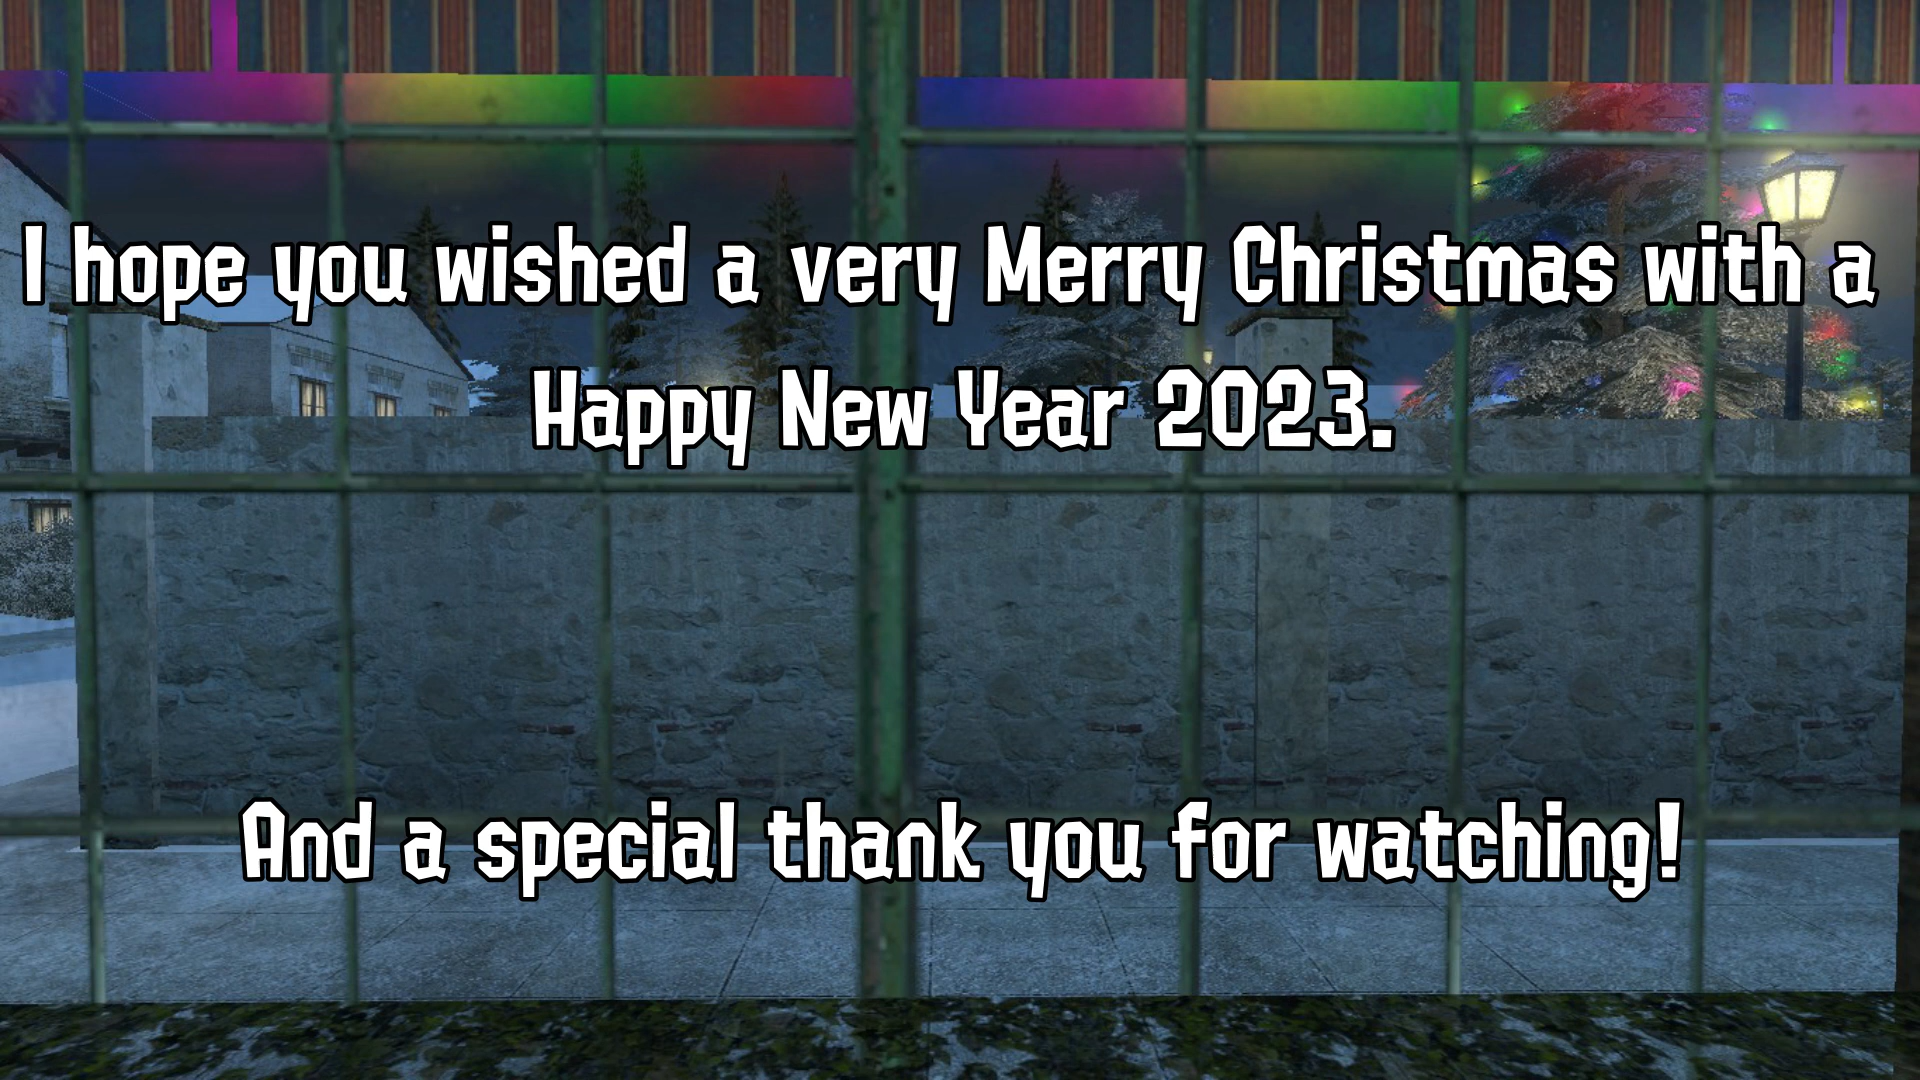 I hope you wished a very Merry Christmas with a
Happy New Year 2023.
And a special thank you for watching!